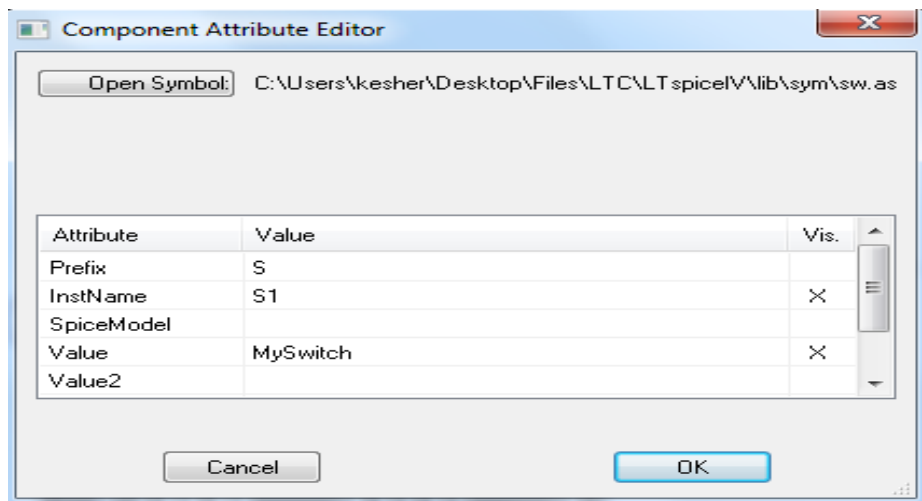 Component Attribute Editor
Open Symbol: C:\Users\kesher\Desktop\Files\LTC\LTspiceIV\lib\sym\sw.as
Attribute Value Vis.
Prefix S
InstName S1 X
SpiceModel
Value MySwitch X
Value2
Cancel OK